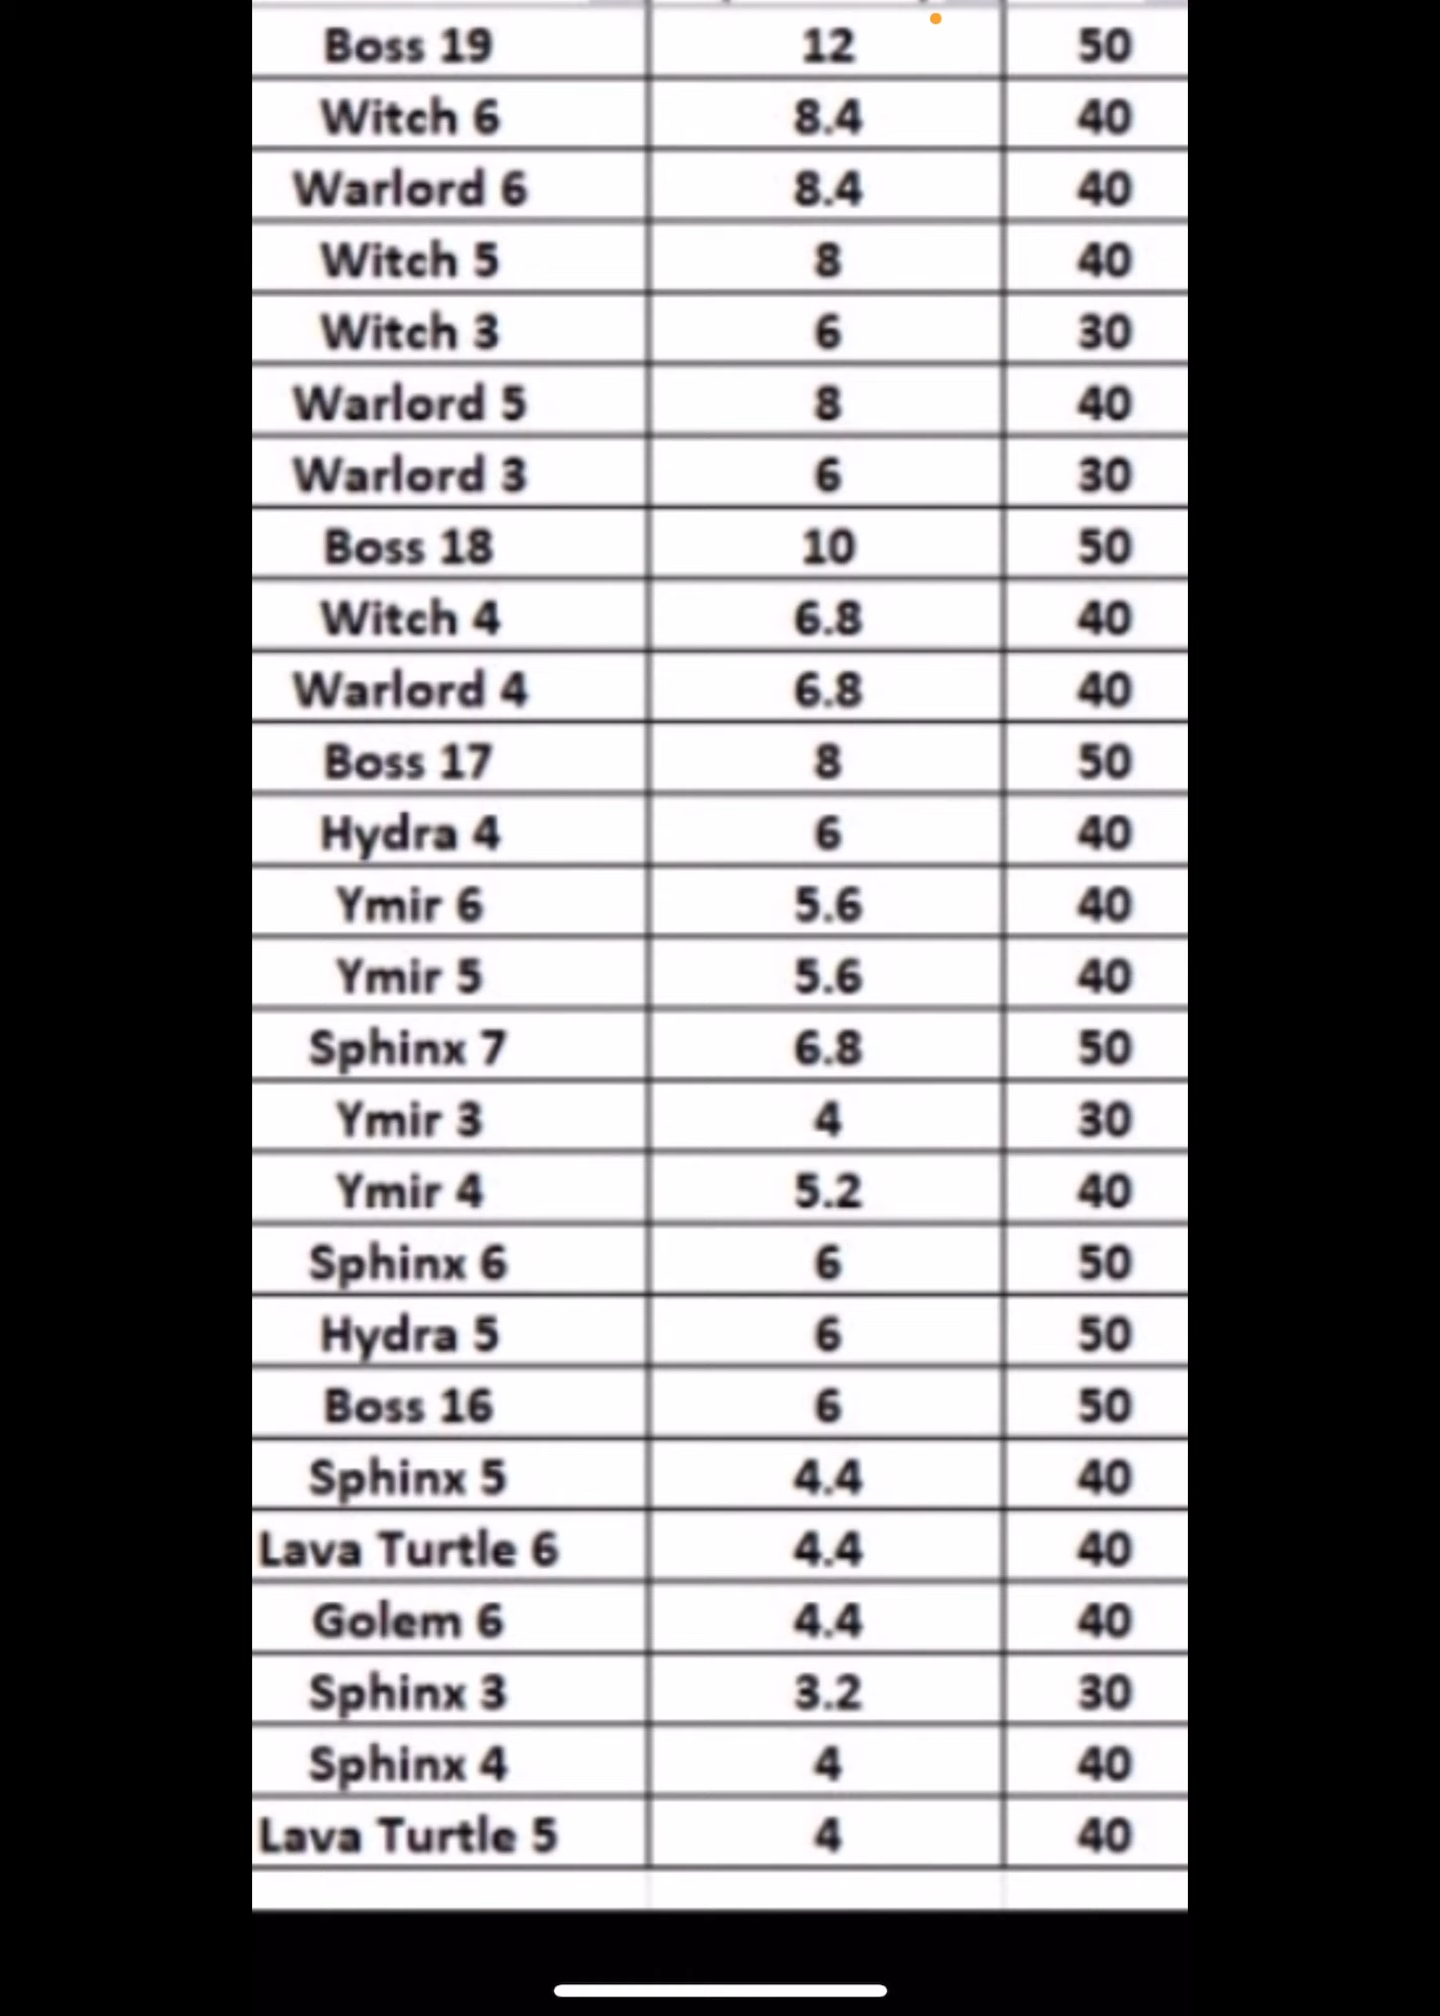 Boss 19 12 50
Witch 6 8.4 40
Warlord 6 8.4 40
Witch 5 8 40
Witch 3 6 30
Warlord 5 8 40
Warlord 3 6 30
Boss 18 10 50
Witch 4 6.8 40
Warlord 4 6.8 40
Boss 17 8 50
Hydra 4 6 40
Ymir 6 5.6 40
Ymir 5 5.6 40
Sphinx 7 6.8 50
Ymir 3 4 30
Ymir 4 5.2 40
Sphinx 6 6 50
Hydra 5 6 50
Boss 16 6 50
Sphinx 5 4.4 40
Lava Turtle 6 4.4 40
Golem 6 4.4 40
Sphinx 3 3.2 30
Sphinx 4 4 40
Lava Turtle 5 4 40